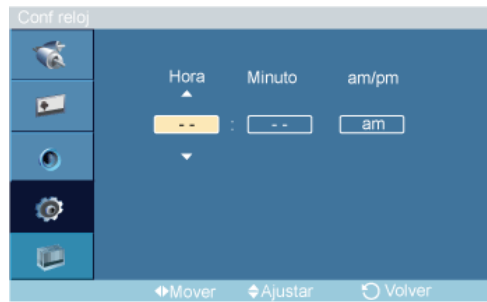 Conf reloj
Hora Minuto am/pm
- - : - - am
Mover Ajustar Volver